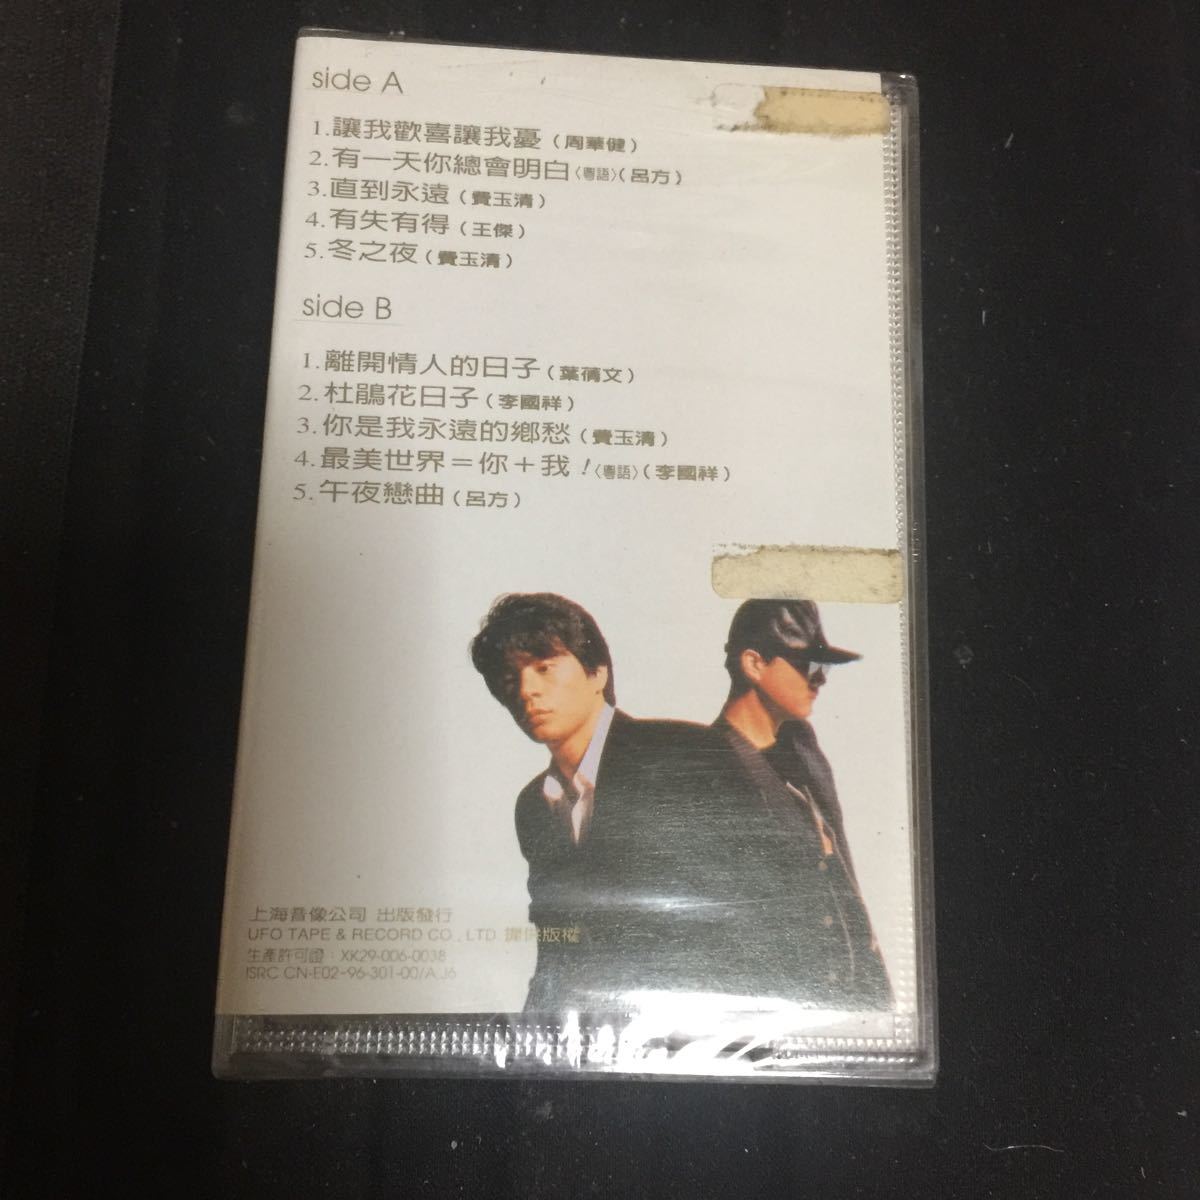 side A
1.讓我歡喜讓我憂(周華健)
2.有一天你總會明白〈粵語〉(呂方)
3.直到永遠(費玉清)
4.有失有得(王傑)
5.冬之夜(費玉清)
side B
1.離開情人的日子(葉蒨文)
2.杜鵑花日子(李國祥)
3.你是我永遠的鄉愁(費玉清)
4.最美世界=你+我!〈粵語〉(李國祥)
5.午夜戀曲(呂方)
上海音像公司 出版發行
UFO TAPE & RECORD CO., LTD. 提供版權
生產許可證:XK29-006-0038
ISRC CN-E02-96-301-00/A.J6